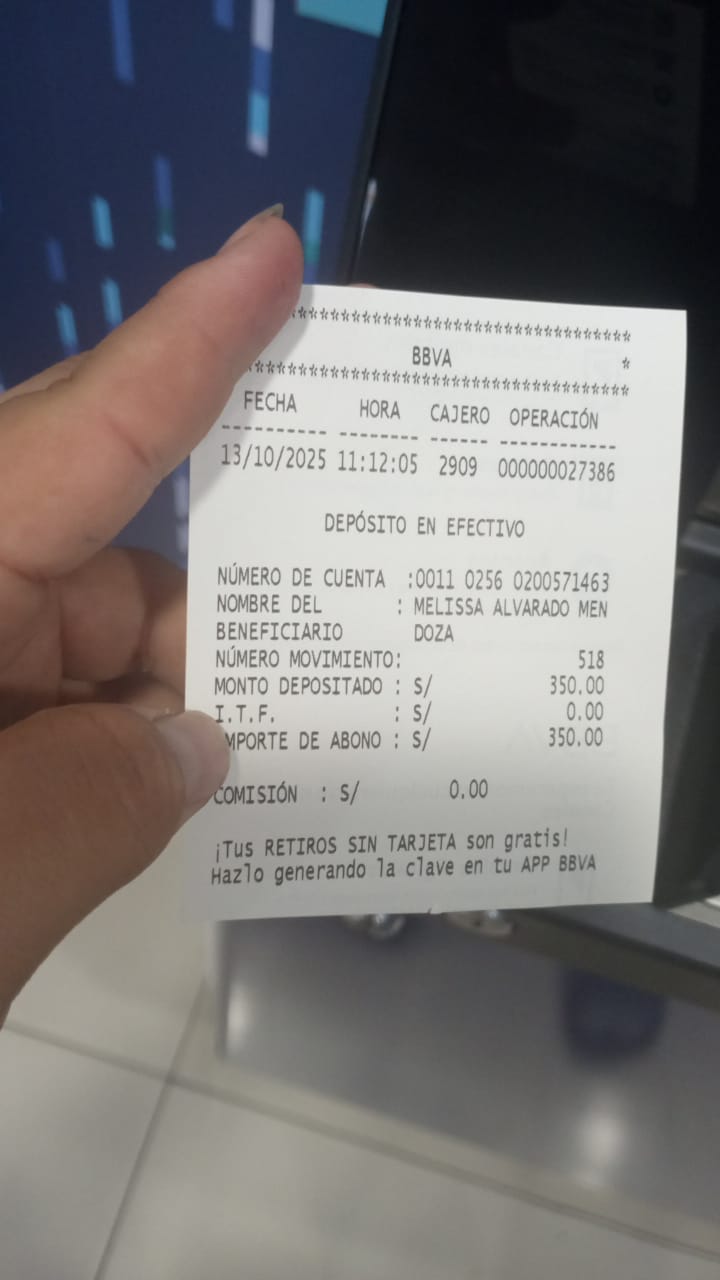 ***********************************
BBVA *
***********************************
FECHA HORA CAJERO OPERACIÓN
---------- -------- ------ ------------
13/10/2025 11:12:05 2909 000000027386
DEPÓSITO EN EFECTIVO
NÚMERO DE CUENTA :0011 0256 0200571463
NOMBRE DEL : MELISSA ALVARADO MEN
BENEFICIARIO DOZA
NÚMERO MOVIMIENTO: 518
MONTO DEPOSITADO : S/ 350.00
I.T.F. : S/ 0.00
MPORTE DE ABONO : S/ 350.00
COMISIÓN : S/ 0.00
¡Tus RETIROS SIN TARJETA son gratis!
Hazlo generando la clave en tu APP BBVA